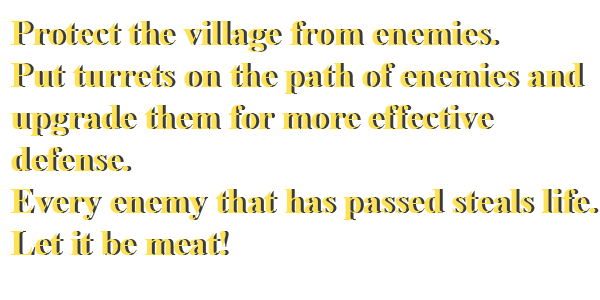 Protect the village from enemies.
Put turrets on the path of enemies and
upgrade them for more effective
defense.
Every enemy that has passed steals life.
Let it be meat!